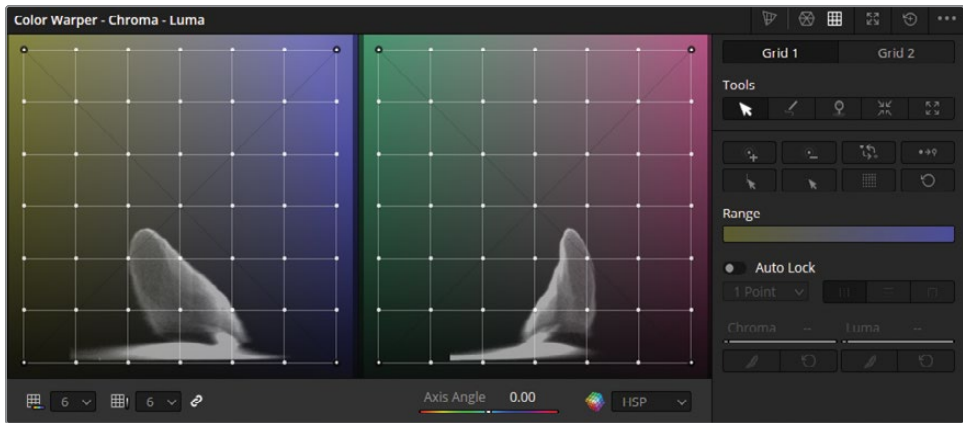 Color Warper - Chroma - Luma
Grid 1 Grid 2
Tools
Range
Auto Lock
1 Point
Chroma -- Luma --
6 6 Axis Angle 0.00 HSP